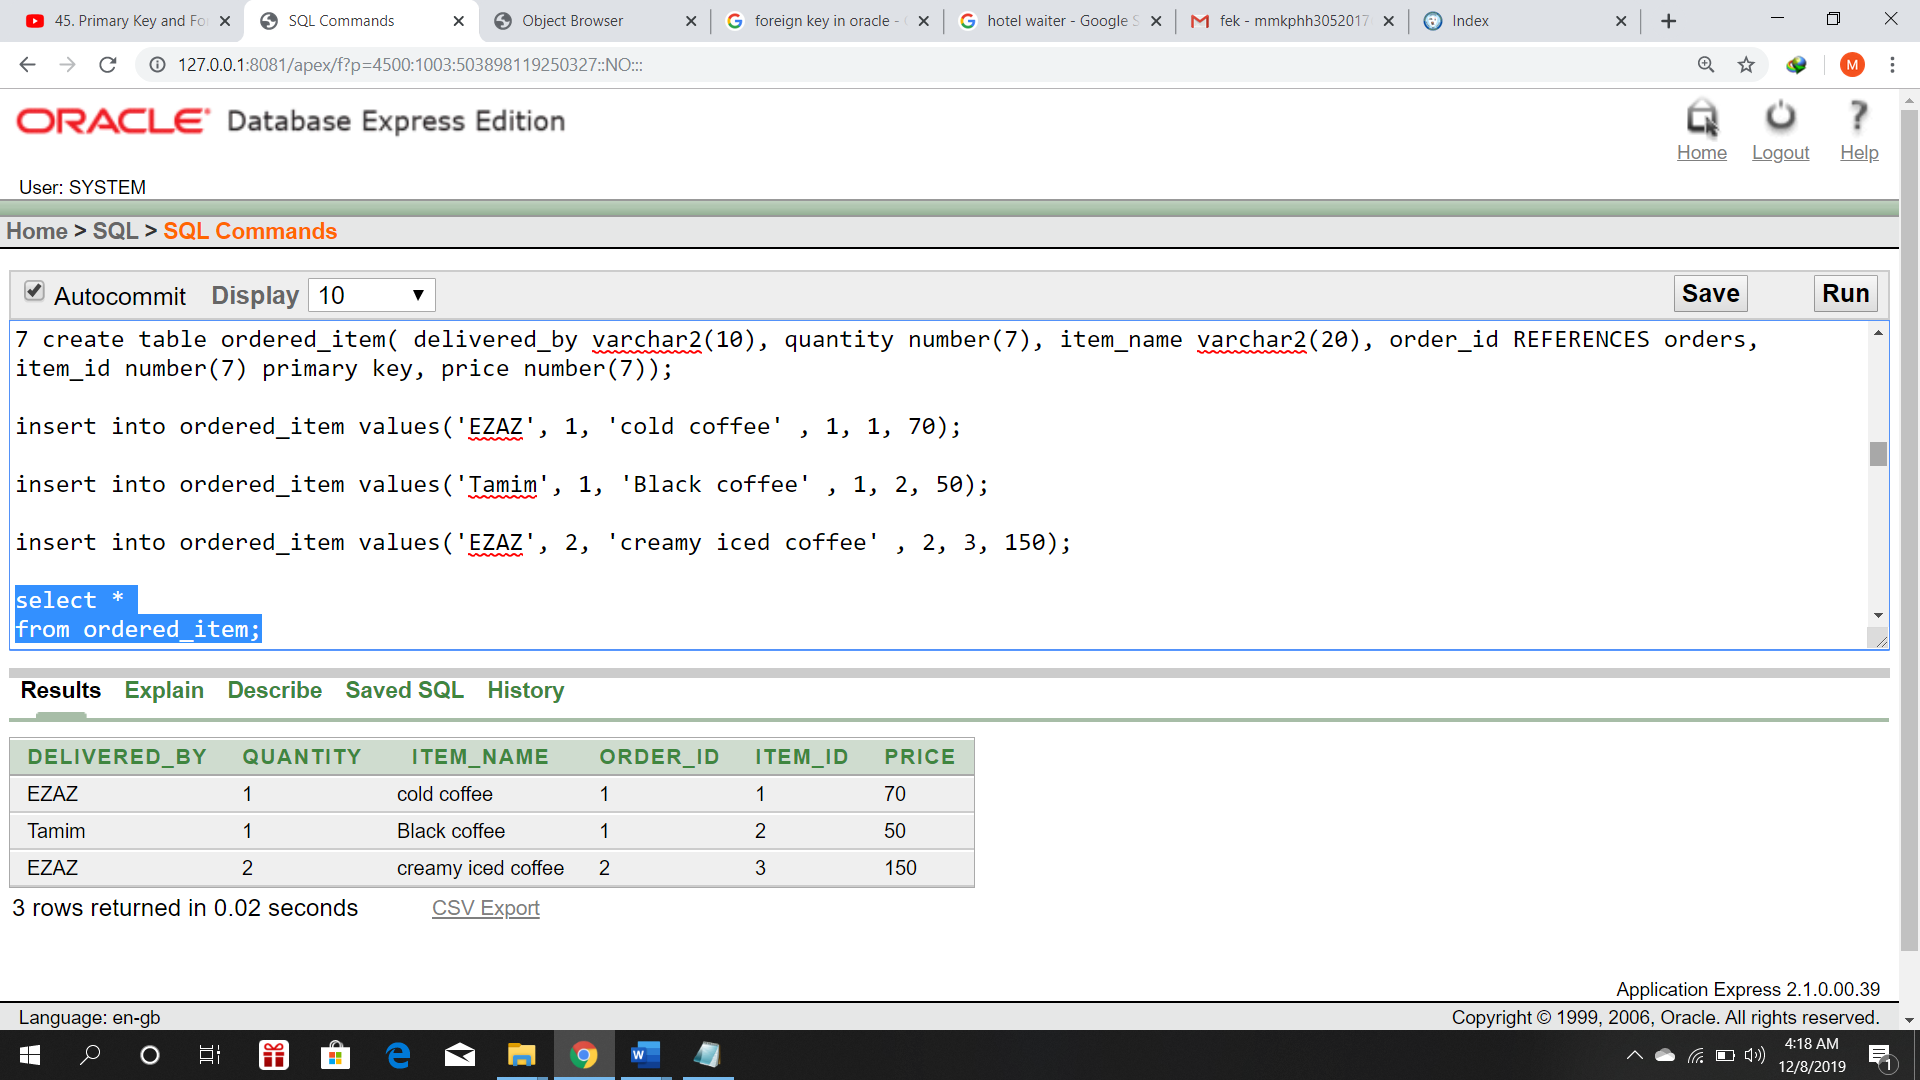 45. Primary Key and Fo
SQL Commands
Object Browser
foreign key in oracle -
hotel waiter - Google S
fek - mmkphh3052017
Index
127.0.0.1:8081/apex/f?p=4500:1003:503898119250327::NO:::
M
ORACLE Database Express Edition
Home
Logout
?
Help
User: SYSTEM
Home > SQL > SQL Commands
Autocommit
Display
10
Save
Run
7 create table ordered_item( delivered_by varchar2(10), quantity number(7), item_name varchar2(20), order_id REFERENCES orders,
item_id number(7) primary key, price number(7));
insert into ordered_item values('EZAZ', 1, 'cold coffee' , 1, 1, 70);
insert into ordered_item values('Tamim', 1, 'Black coffee' , 1, 2, 50);
insert into ordered_item values('EZAZ', 2, 'creamy iced coffee' , 2, 3, 150);
select *
from ordered_item;
Results Explain Describe Saved SQL History
DELIVERED_BY QUANTITY ITEM_NAME ORDER_ID ITEM_ID PRICE
EZAZ 1 cold coffee 1 1 70
Tamim 1 Black coffee 1 2 50
EZAZ 2 creamy iced coffee 2 3 150
3 rows returned in 0.02 seconds
CSV Export
Application Express 2.1.0.00.39
Language: en-gb
Copyright © 1999, 2006, Oracle. All rights reserved.
4:18 AM
12/8/2019
1